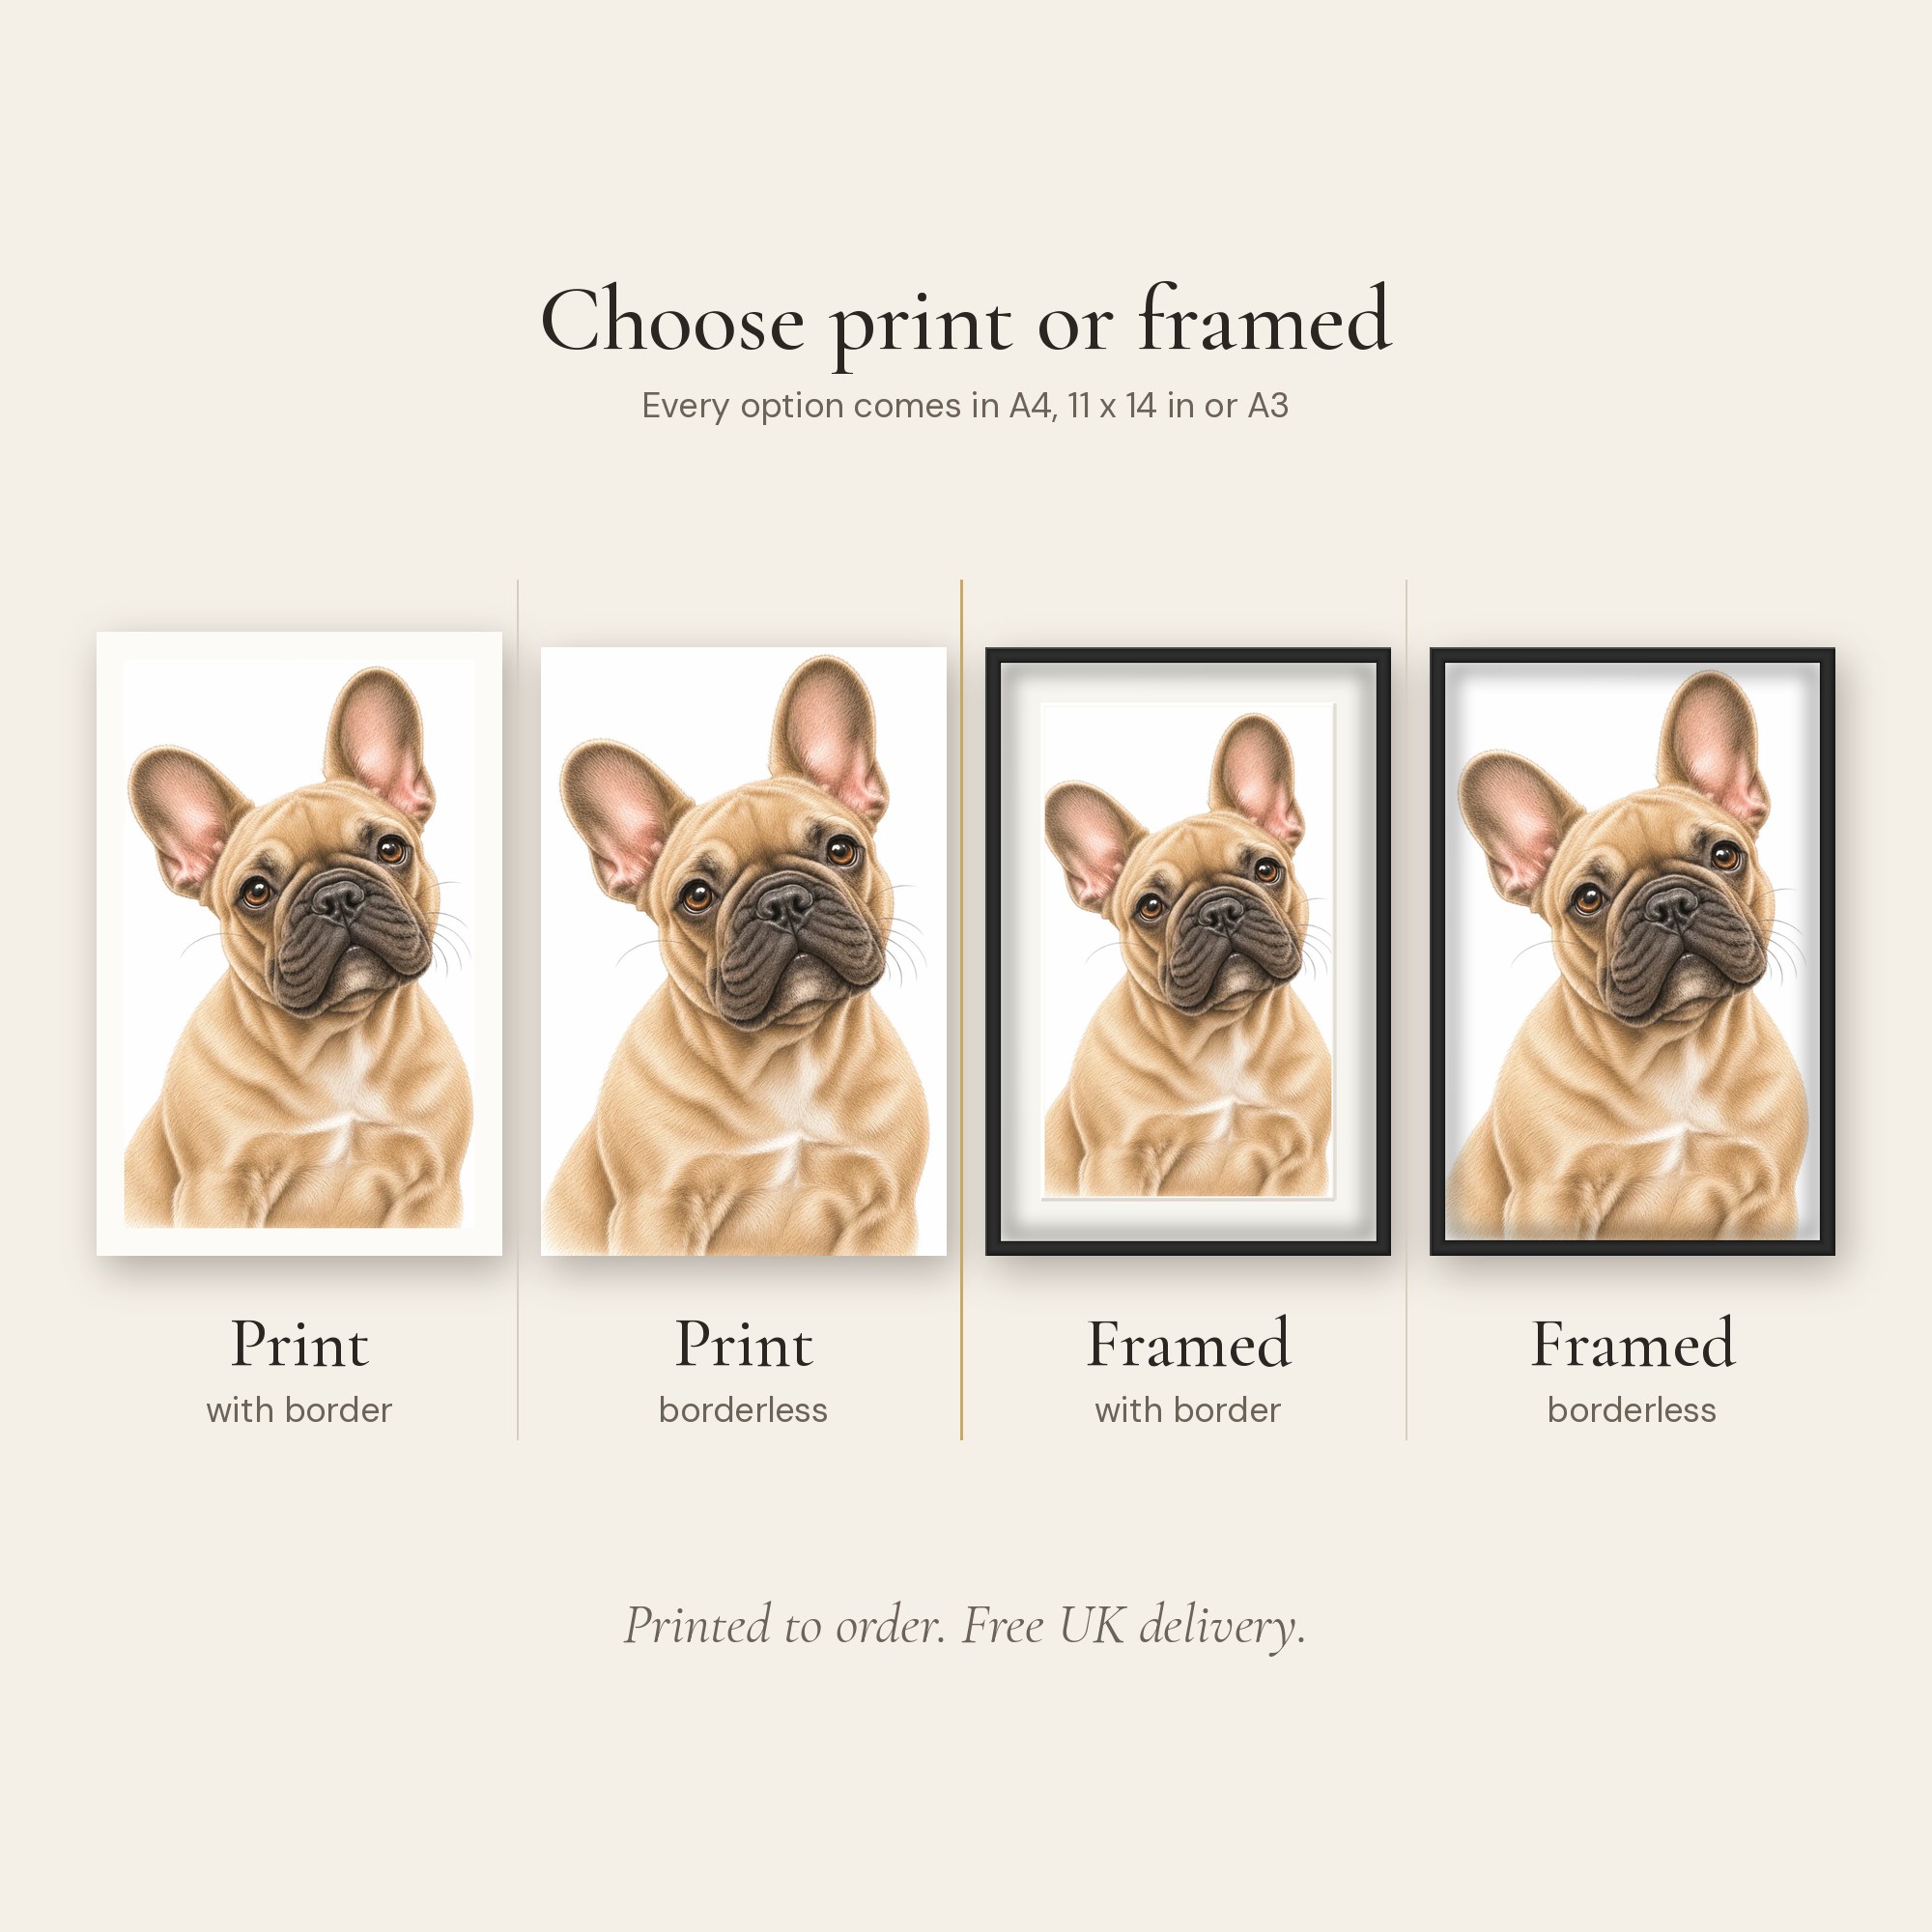 Choose print or framed
Every option comes in A4, 11 x 14 in or A3
Print
with border
Print
borderless
Framed
with border
Framed
borderless
Printed to order. Free UK delivery.